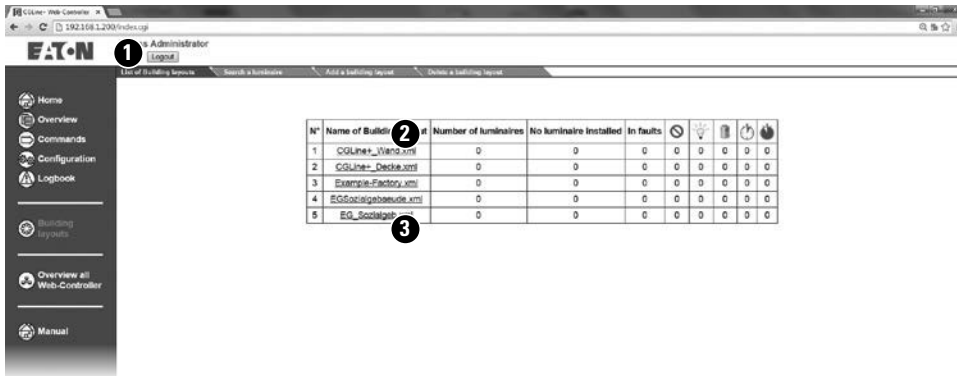 CGLine+ Web-Controller
192.168.1.200/index.cgi
EATON
1
s Administrator
Logout
List of Building layouts
Search a luminaire
Add a building layout
Delete a building layout
Home
Overview
Commands
Configuration
Logbook
Building layouts
Overview all
Web-Controller
Manual
N° Name of Buildin 2 t Number of luminaires No luminaire installed In faults
1 CGLine+_Wand.xml 0 0 0 0 0 0 0 0
2 CGLine+_Decke.xml 0 0 0 0 0 0 0 0
3 Example-Factory.xml 0 0 0 0 0 0 0 0
4 EGSozialgebaeude.xml 0 0 0 0 0 0 0 0
5 EG_Sozialgeb.xml 0 0 0 0 0 0 0 0
3